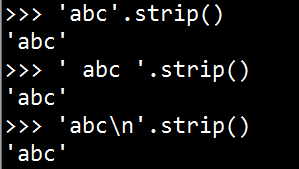 >>> 'abc'.strip()
'abc'
>>> ' abc '.strip()
'abc'
>>> 'abc\n'.strip()
'abc'